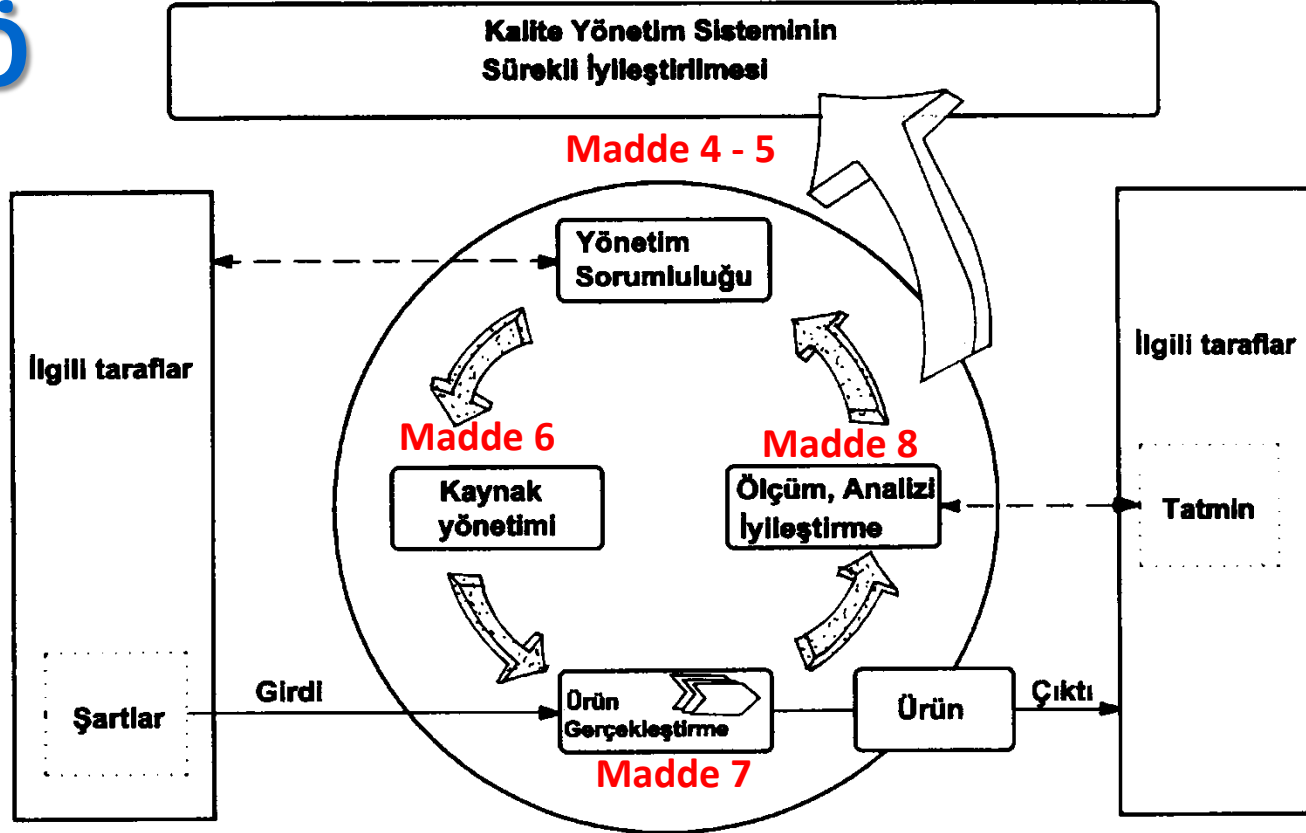 Ö
Kalite Yönetim Sisteminin
Sürekli İyileştirilmesi
Madde 4 - 5
Yönetim
Sorumluluğu
İlgili taraflar
İlgili taraflar
Madde 6
Madde 8
Kaynak
yönetimi
Ölçüm, Analizi
İyileştirme
Tatmin
Şartlar
Girdi
Ürün
Gerçekleştirme
Ürün
Çıktı
Madde 7